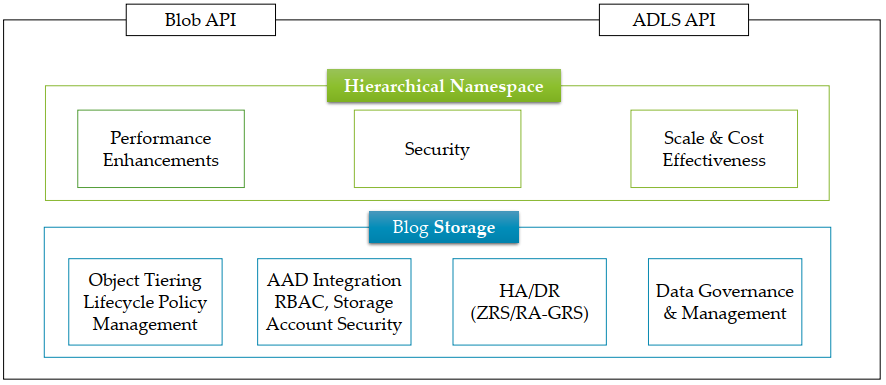 Blob API
ADLS API
Hierarchical Namespace
Performance
Enhancements
Security
Scale & Cost
Effectiveness
Blog Storage
Object Tiering
Lifecycle Policy
Management
AAD Integration
RBAC, Storage
Account Security
HA/DR
(ZRS/RA-GRS)
Data Governance
& Management